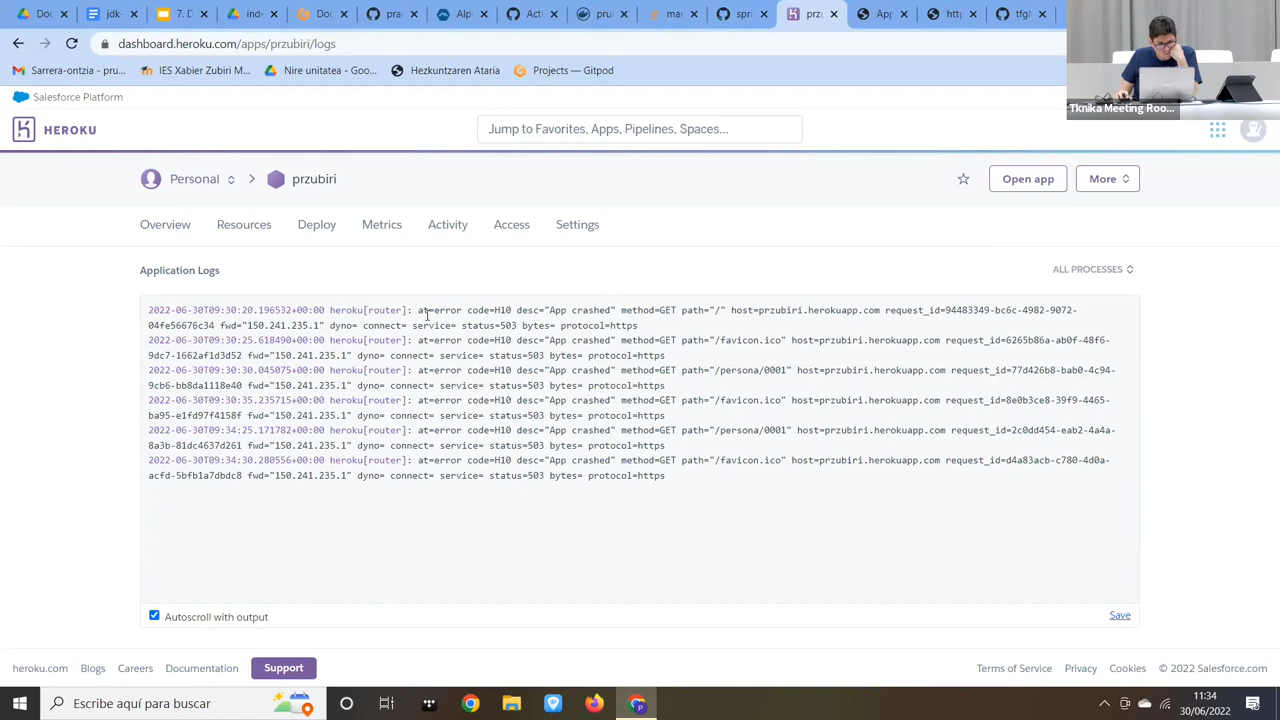 7. D
jdk
index
pra
Alp
Act
prul
mar
spri
prz
App
http
tfgl
dashboard.heroku.com/apps/przubiri/logs
Sarrera-ontzia - pru...
IES Xabier Zubiri M...
Nire unitatea - Goo...
Hezkuntzaren Ataria
Projects — Gitpod
Tknika Meeting Roo...
Salesforce Platform
HEROKU
Jump to Favorites, Apps, Pipelines, Spaces...
Personal
przubiri
Open app
More
Overview
Resources
Deploy
Metrics
Activity
Access
Settings
Application Logs
ALL PROCESSES
2022-06-30T09:30:20.196532+00:00 heroku[router]: at=error code=H10 desc="App crashed" method=GET path="/" host=przubiri.herokuapp.com request_id=94483349-bc6c-4982-9072-
04fe56676c34 fwd="150.241.235.1" dyno= connect= service= status=503 bytes= protocol=https
2022-06-30T09:30:25.618490+00:00 heroku[router]: at=error code=H10 desc="App crashed" method=GET path="/favicon.ico" host=przubiri.herokuapp.com request_id=6265b86a-ab0f-48f6-
9dc7-1662af1d3d52 fwd="150.241.235.1" dyno= connect= service= status=503 bytes= protocol=https
2022-06-30T09:30:30.045075+00:00 heroku[router]: at=error code=H10 desc="App crashed" method=GET path="/persona/0001" host=przubiri.herokuapp.com request_id=77d426b8-bab0-4c94-
9cb6-bb8da1118e40 fwd="150.241.235.1" dyno= connect= service= status=503 bytes= protocol=https
2022-06-30T09:30:35.235715+00:00 heroku[router]: at=error code=H10 desc="App crashed" method=GET path="/favicon.ico" host=przubiri.herokuapp.com request_id=8e0b3ce8-39f9-4465-
ba95-e1fd97f4158f fwd="150.241.235.1" dyno= connect= service= status=503 bytes= protocol=https
2022-06-30T09:34:25.171782+00:00 heroku[router]: at=error code=H10 desc="App crashed" method=GET path="/persona/0001" host=przubiri.herokuapp.com request_id=2c0dd454-eab2-4a4a-
8a3b-81dc4637d261 fwd="150.241.235.1" dyno= connect= service= status=503 bytes= protocol=https
2022-06-30T09:34:30.280556+00:00 heroku[router]: at=error code=H10 desc="App crashed" method=GET path="/favicon.ico" host=przubiri.herokuapp.com request_id=d4a83acb-c780-4d0a-
acfd-5bfb1a7dbdc8 fwd="150.241.235.1" dyno= connect= service= status=503 bytes= protocol=https
Autoscroll with output
Save
heroku.com
Blogs
Careers
Documentation
Support
Terms of Service
Privacy
Cookies
© 2022 Salesforce.com
Escribe aquí para buscar
11:34
30/06/2022